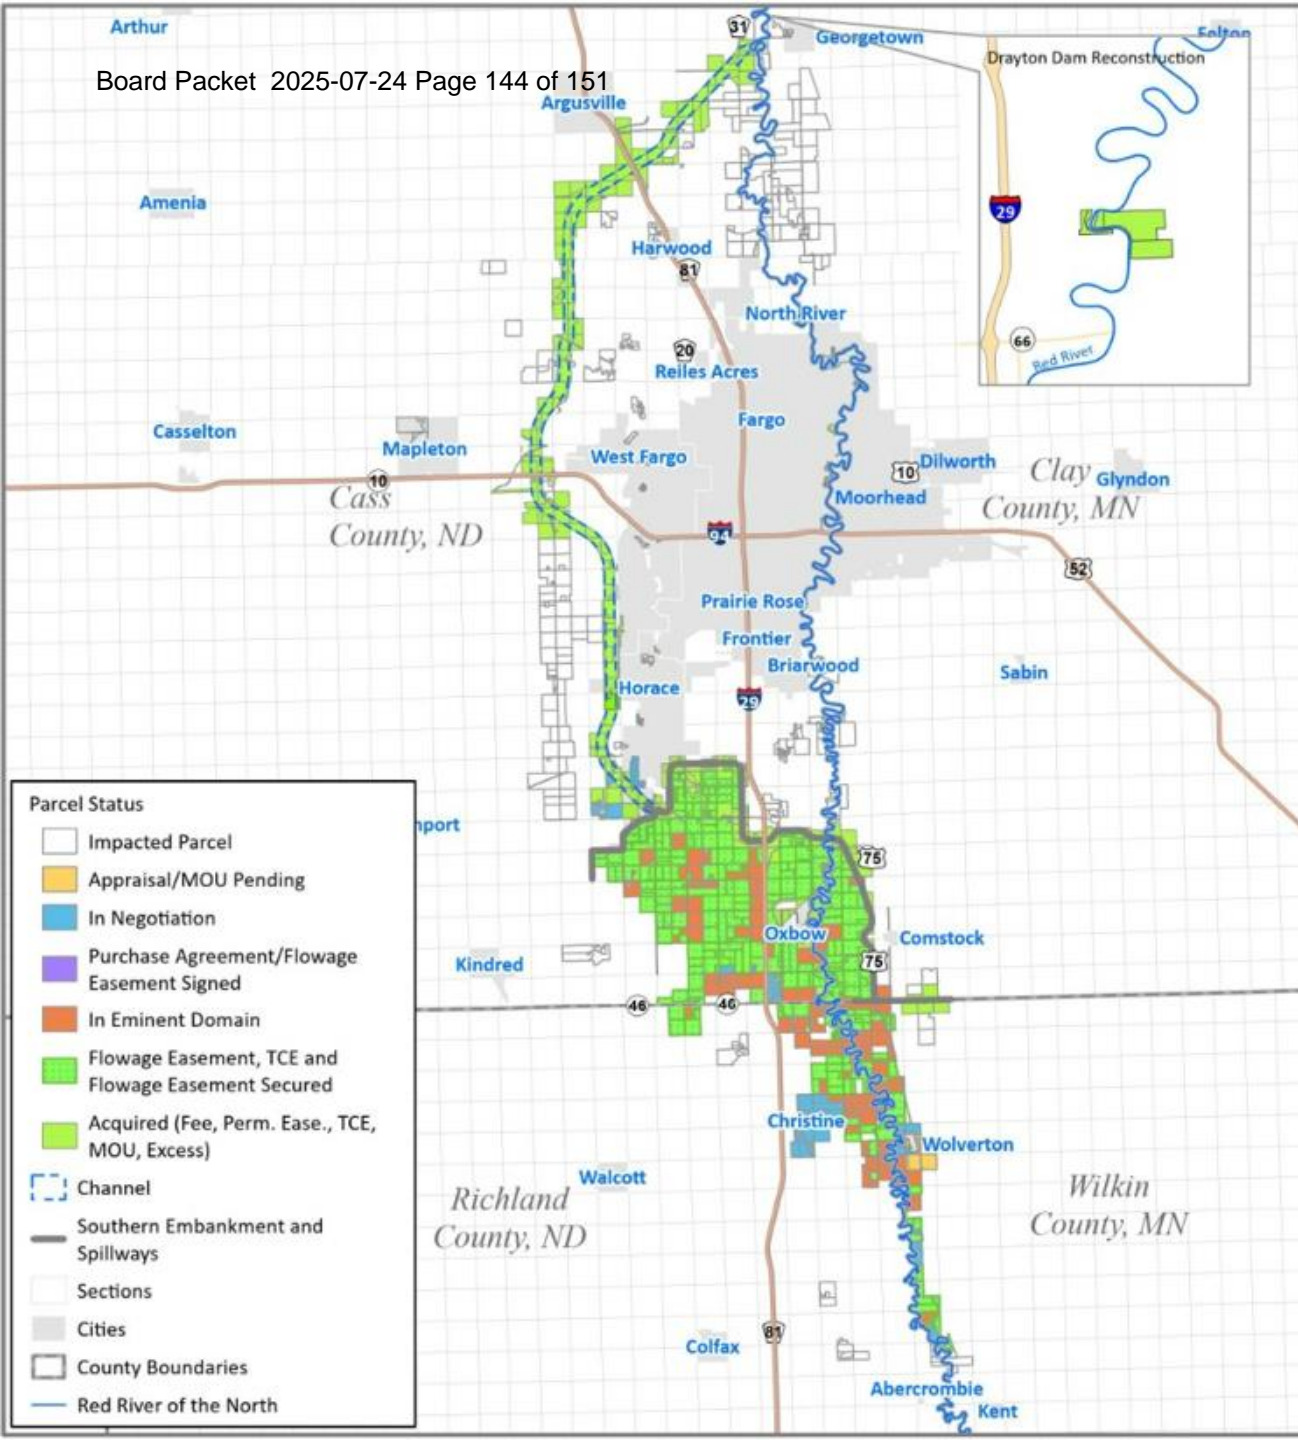 Arthur
31
Georgetown
Felton
Drayton Dam Reconstruction
Board Packet 2025-07-24 Page 144 of 151
Argusville
Amenia
29
Harwood
81
North River
66
Red River
20
Reiles Acres
Fargo
Casselton
Mapleton
West Fargo
10
Dilworth
Clay
County, MN
Glyndon
10
Moorhead
Cass
County, ND
94
52
Prairie Rose
Frontier
Briarwood
Sabin
Horace
29
nport
75
Oxbow
Comstock
Kindred
75
46
46
Christine
Wolverton
Walcott
Richland
County, ND
Wilkin
County, MN
81
Colfax
Abercrombie
Kent
Parcel Status
Impacted Parcel
Appraisal/MOU Pending
In Negotiation
Purchase Agreement/Flowage
Easement Signed
In Eminent Domain
Flowage Easement, TCE and
Flowage Easement Secured
Acquired (Fee, Perm. Ease., TCE,
MOU, Excess)
Channel
Southern Embankment and
Spillways
Sections
Cities
County Boundaries
Red River of the North